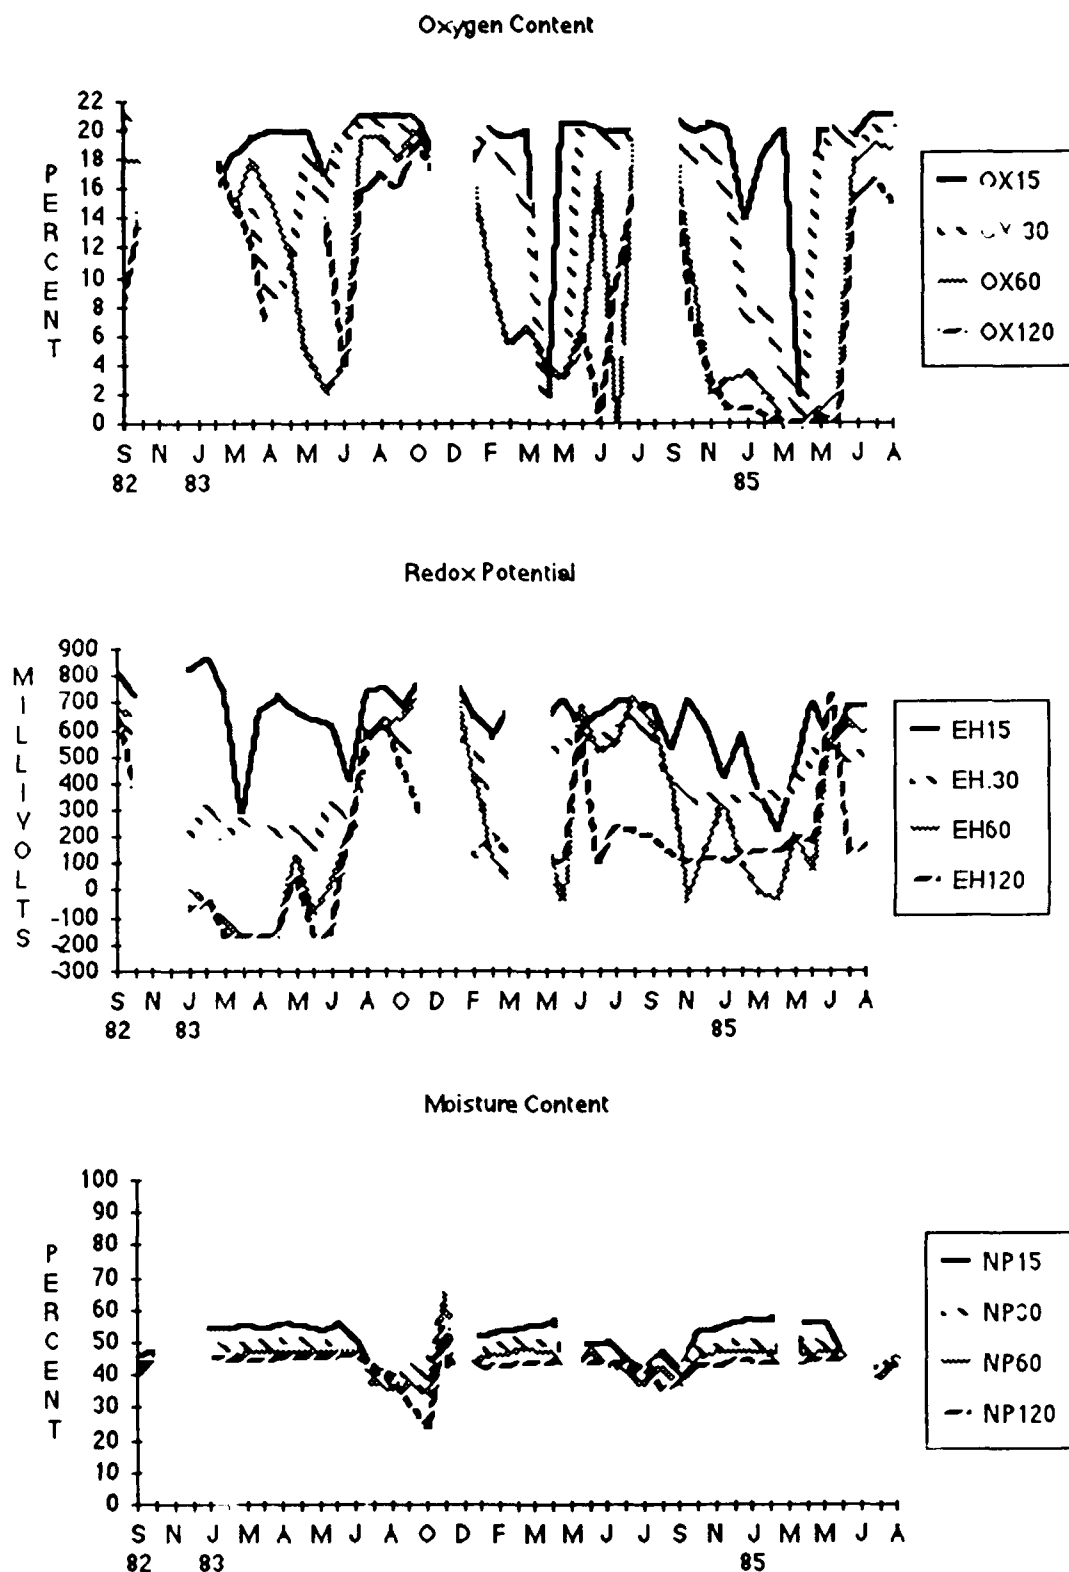 Oxygen Content
PERCENT
22
20
18
16
14
12
10
8
6
4
2
0
S N J M A M J A O D F M M J J S N J M M J A
82 83 85
OX15
30
OX60
OX120
Redox Potential
MILLIVOLTS
900
800
700
600
500
400
300
200
100
0
-100
-200
-300
S N J M A M J A O D F M M J J S N J M M J A
82 83 85
EH15
EH.30
EH60
EH120
Moisture Content
PERCENT
100
90
80
70
60
50
40
30
20
10
0
S N J M A M J A O D F M M J J S N J M M J A
82 83 85
NP15
NP30
NP60
NP120